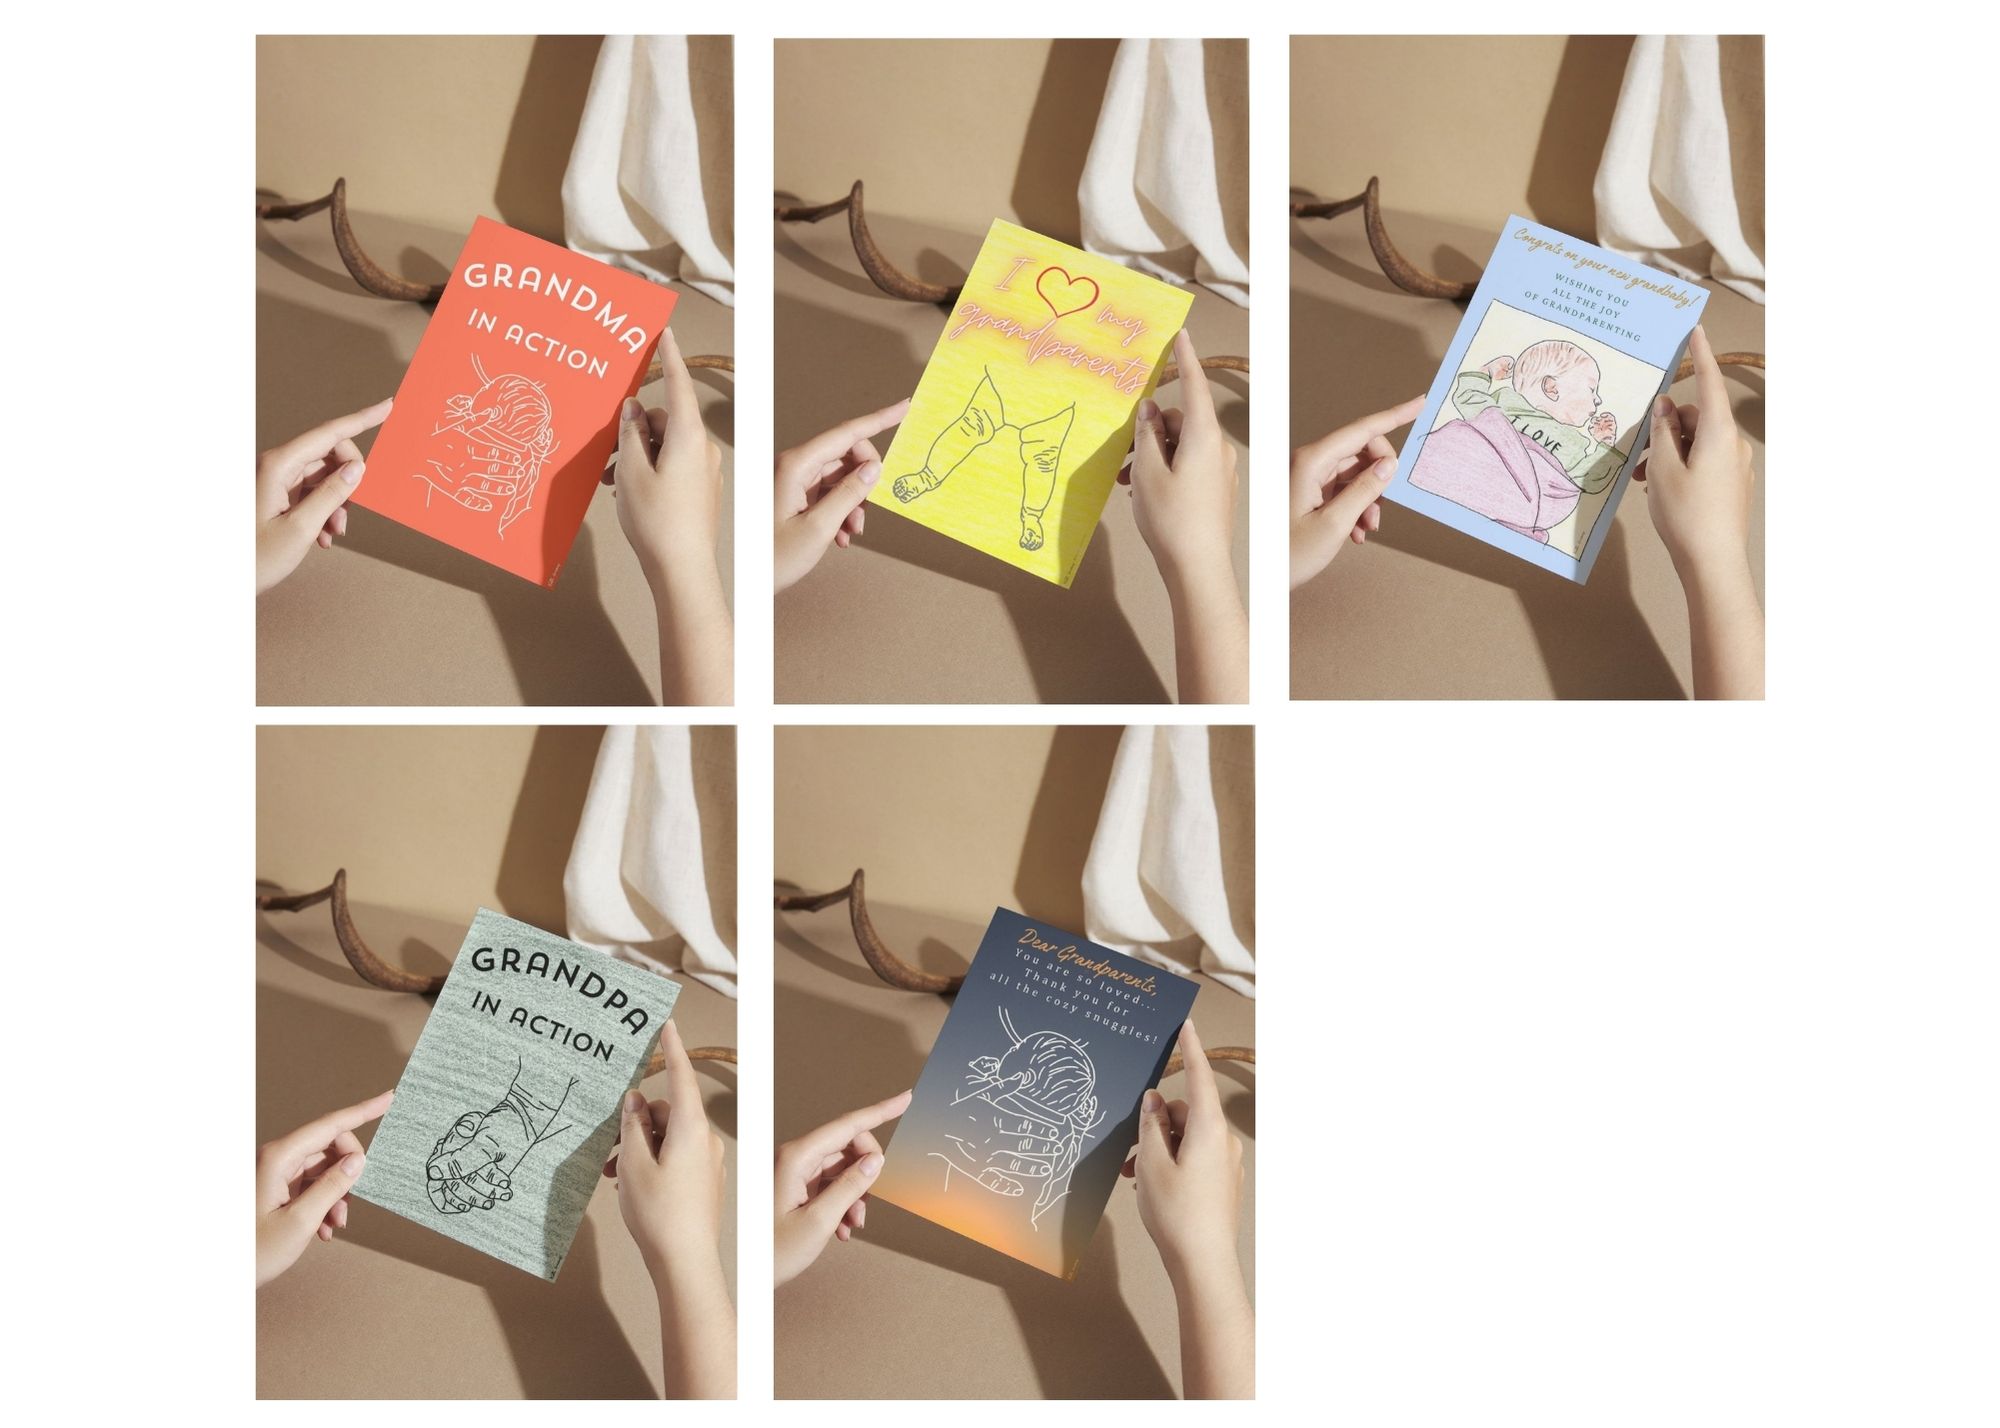 GRANDMA
IN ACTION
I my
grandparents
Congrats on your new grandbaby!
WISHING YOU
ALL THE JOY
OF GRANDPARENTING
I LOVE
GRANDPA
IN ACTION
Dear Grandparents,
You are so loved...
Thank you for
all the cozy snuggles!